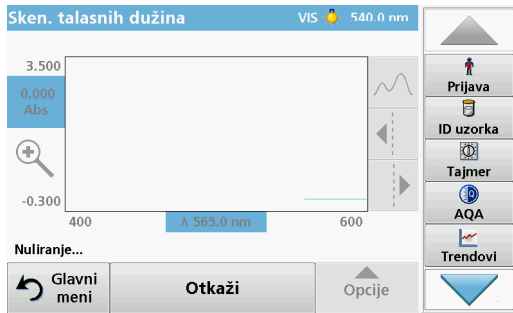 Sken. talasnih dužina VIS 540.0 nm
3.500
0.000
Abs
-0.300
400 λ 569.0 nm 600
Nuliranje...
Glavni meni
Otkaži
Opcije
Prijava
ID uzorka
Tajmer
AQA
Trendovi